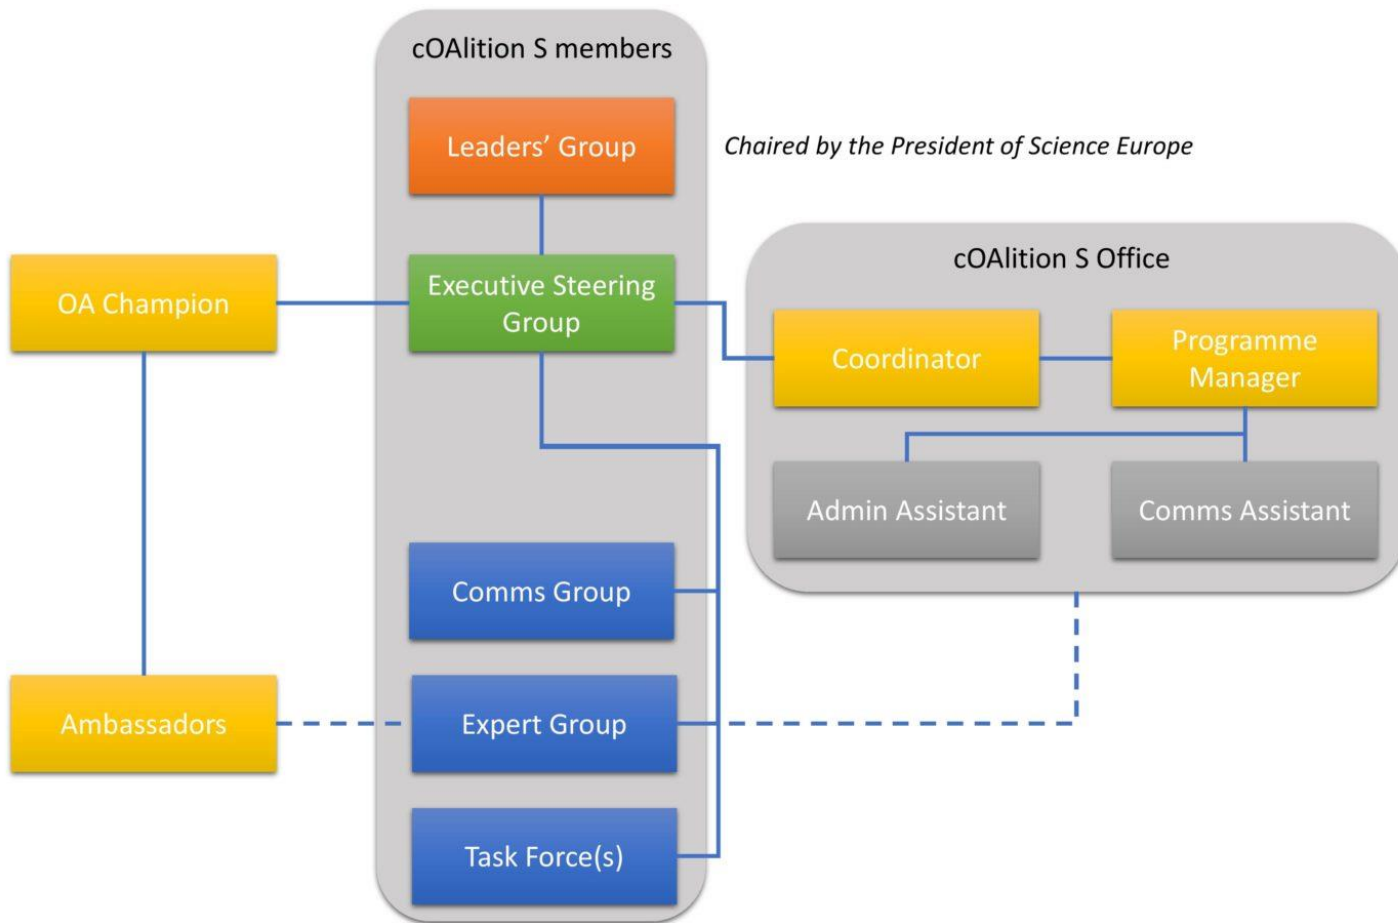 cOAlition S members
Leaders' Group
Chaired by the President of Science Europe
cOAlition S Office
OA Champion
Executive Steering
Group
Coordinator
Programme
Manager
Admin Assistant
Comms Assistant
Comms Group
Ambassadors
Expert Group
Task Force(s)